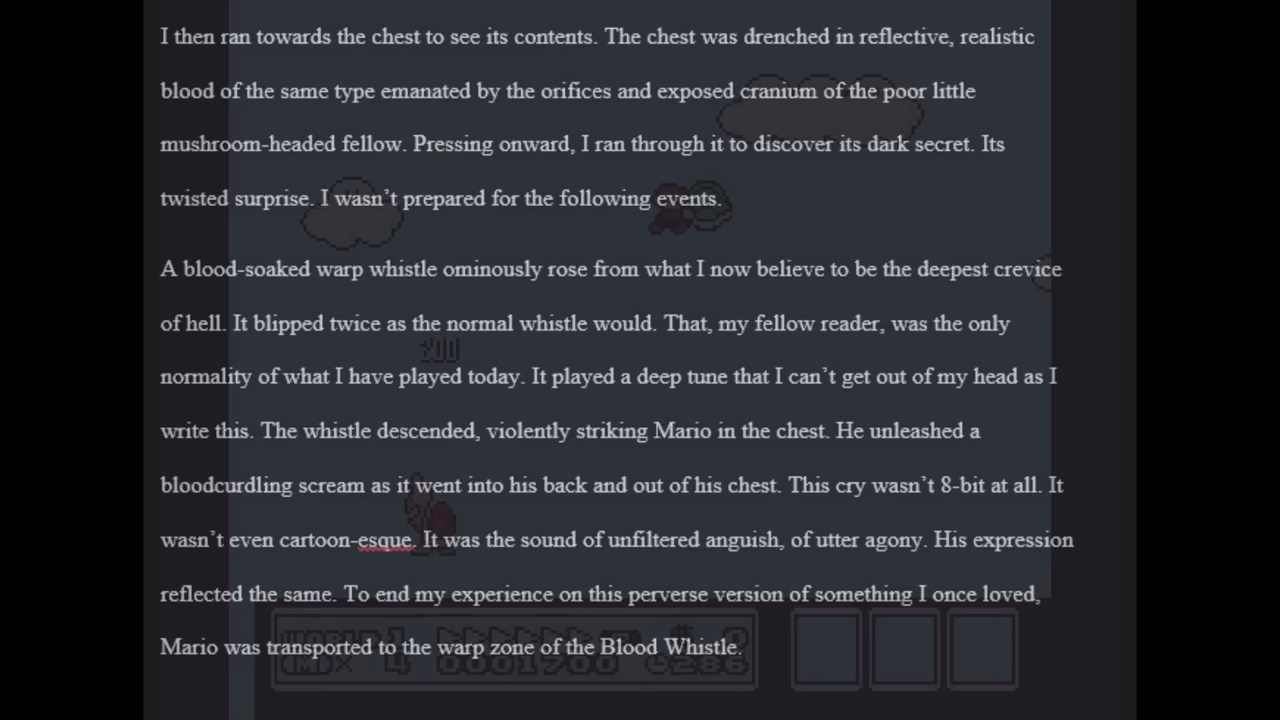 I then ran towards the chest to see its contents. The chest was drenched in reflective, realistic
blood of the same type emanated by the orifices and exposed cranium of the poor little
mushroom-headed fellow. Pressing onward, I ran through it to discover its dark secret. Its
twisted surprise. I wasn’t prepared for the following events.
A blood-soaked warp whistle ominously rose from what I now believe to be the deepest crevice
of hell. It blipped twice as the normal whistle would. That, my fellow reader, was the only
normality of what I have played today. It played a deep tune that I can’t get out of my head as I
write this. The whistle descended, violently striking Mario in the chest. He unleashed a
bloodcurdling scream as it went into his back and out of his chest. This cry wasn’t 8-bit at all. It
wasn’t even cartoon-esque. It was the sound of unfiltered anguish, of utter agony. His expression
reflected the same. To end my experience on this perverse version of something I once loved,
Mario was transported to the warp zone of the Blood Whistle.